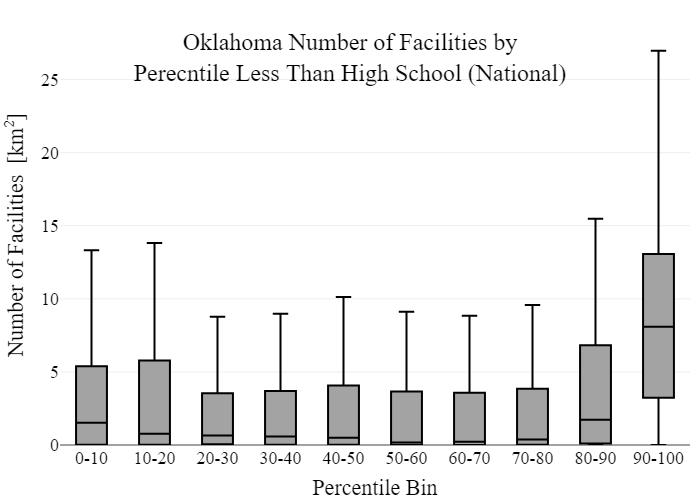 Oklahoma Number of Facilities by
Perecntile Less Than High School (National)
Number of Facilities [km²]
25
20
15
10
5
0
0-10 10-20 20-30 30-40 40-50 50-60 60-70 70-80 80-90 90-100
Percentile Bin